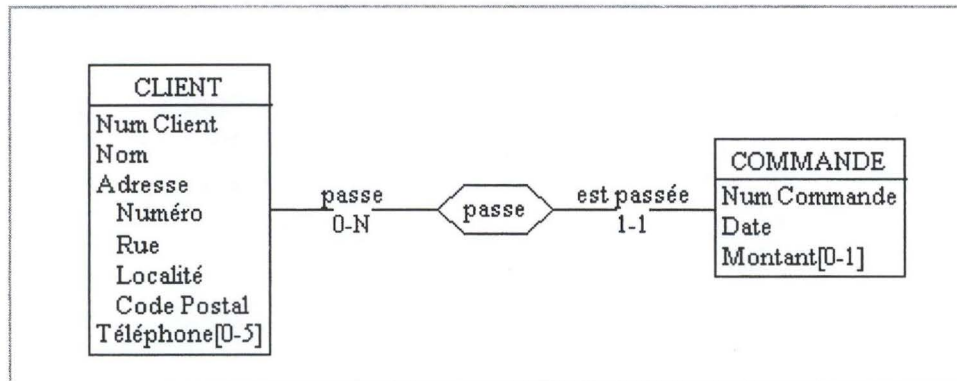 CLIENT
Num Client
Nom
Adresse
Numéro
Rue
Localité
Code Postal
Téléphone[0-5]
passe
0-N
passe
est passée
1-1
COMMANDE
Num Commande
Date
Montant[0-1]